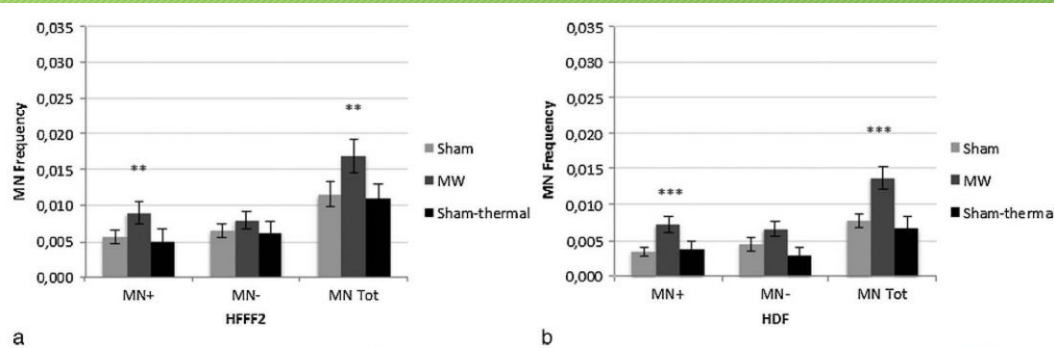 0,035
0,030
0,025
0,020
0,015
0,010
0,005
0,000
MN Frequency
**
**
Sham
MW
Sham-thermal
MN+ MN- MN Tot
HFFF2
a
0,035
0,030
0,025
0,020
0,015
0,010
0,005
0,000
MN Frequency
***
***
Sham
MW
Sham-thermal
MN+ MN- MN Tot
HDF
b